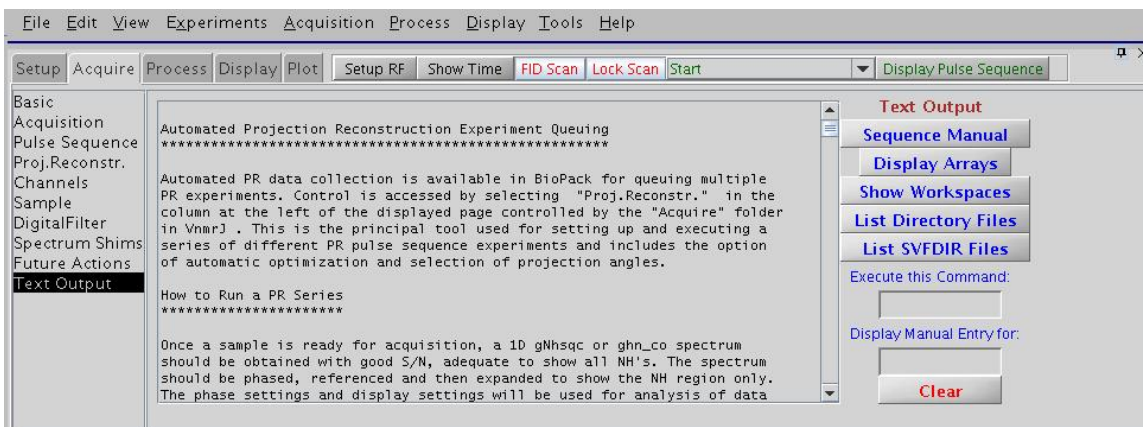 File Edit View Experiments Acquisition Process Display Tools Help
Setup Acquire Process Display Plot Setup RF Show Time FID Scan Lock Scan Start Display Pulse Sequence
Basic
Acquisition
Pulse Sequence
Proj.Reconstr.
Channels
Sample
DigitalFilter
Spectrum Shims
Future Actions
Text Output
Automated Projection Reconstruction Experiment Queuing
******************************************************
Automated PR data collection is available in BioPack for queuing multiple
PR experiments. Control is accessed by selecting "Proj.Reconstr." in the
column at the left of the displayed page controlled by the "Acquire" folder
in VnmrJ . This is the principal tool used for setting up and executing a
series of different PR pulse sequence experiments and includes the option
of automatic optimization and selection of projection angles.
How to Run a PR Series
**********************
Once a sample is ready for acquisition, a 1D gNhsqc or ghn_co spectrum
should be obtained with good S/N, adequate to show all NH's. The spectrum
should be phased, referenced and then expanded to show the NH region only.
The phase settings and display settings will be used for analysis of data
Text Output
Sequence Manual
Display Arrays
Show Workspaces
List Directory Files
List SVFDIR Files
Execute this Command:
Display Manual Entry for:
Clear